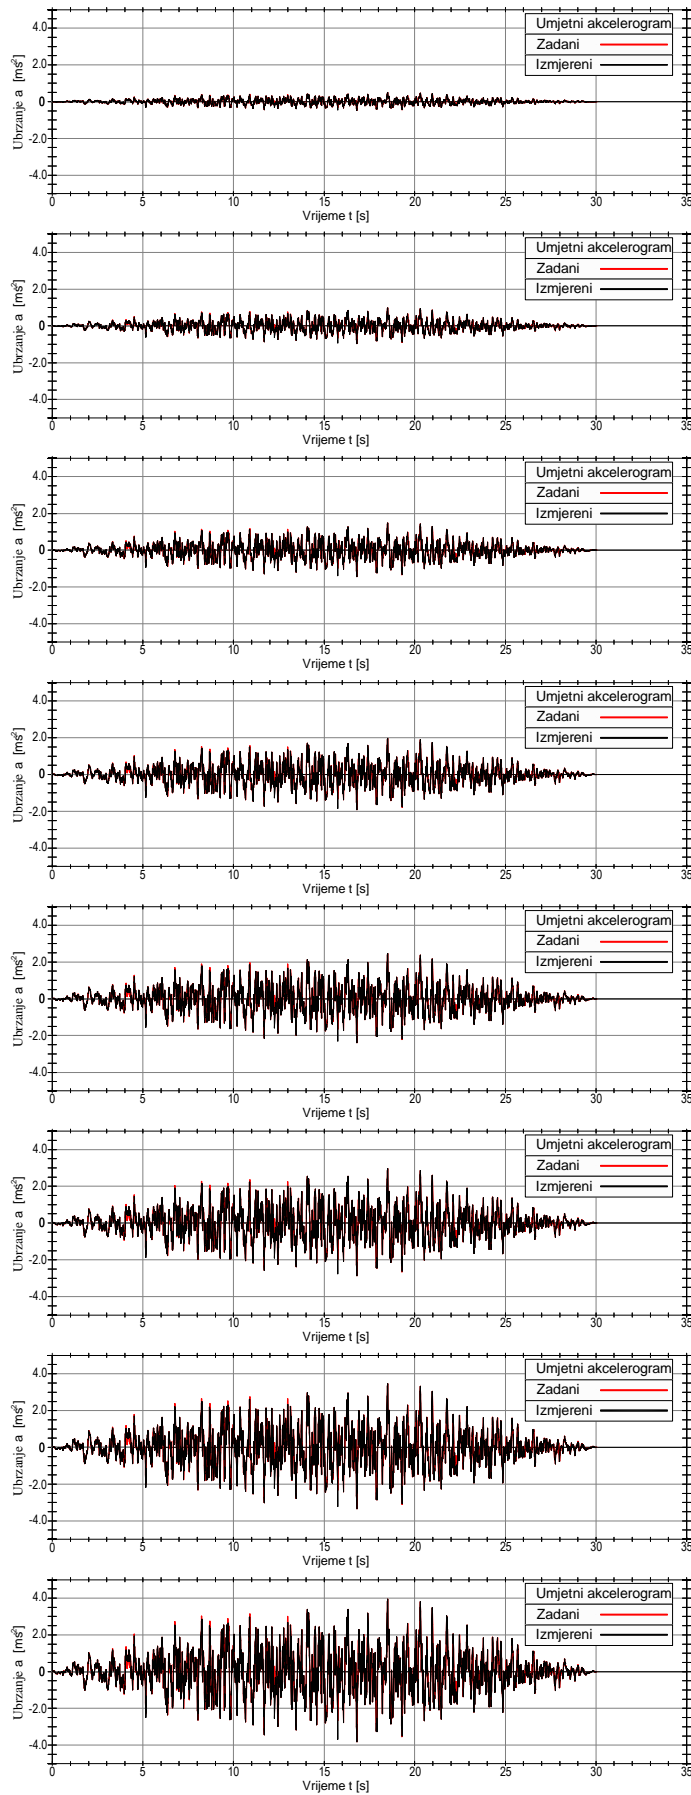 Ubrzanje a [ms²]
4.0
2.0
0
-2.0
-4.0
Umjetni akcelerogram
Zadani
Izmjereni
0 5 10 15 20 25 30 35
Vrijeme t [s]
Ubrzanje a [ms²]
4.0
2.0
0
-2.0
-4.0
Umjetni akcelerogram
Zadani
Izmjereni
0 5 10 15 20 25 30 35
Vrijeme t [s]
Ubrzanje a [ms²]
4.0
2.0
0
-2.0
-4.0
Umjetni akcelerogram
Zadani
Izmjereni
0 5 10 15 20 25 30 35
Vrijeme t [s]
Ubrzanje a [ms²]
4.0
2.0
0
-2.0
-4.0
Umjetni akcelerogram
Zadani
Izmjereni
0 5 10 15 20 25 30 35
Vrijeme t [s]
Ubrzanje a [ms²]
4.0
2.0
0
-2.0
-4.0
Umjetni akcelerogram
Zadani
Izmjereni
0 5 10 15 20 25 30 35
Vrijeme t [s]
Ubrzanje a [ms²]
4.0
2.0
0
-2.0
-4.0
Umjetni akcelerogram
Zadani
Izmjereni
0 5 10 15 20 25 30 35
Vrijeme t [s]
Ubrzanje a [ms²]
4.0
2.0
0
-2.0
-4.0
Umjetni akcelerogram
Zadani
Izmjereni
0 5 10 15 20 25 30 35
Vrijeme t [s]
Ubrzanje a [ms²]
4.0
2.0
0
-2.0
-4.0
Umjetni akcelerogram
Zadani
Izmjereni
0 5 10 15 20 25 30 35
Vrijeme t [s]